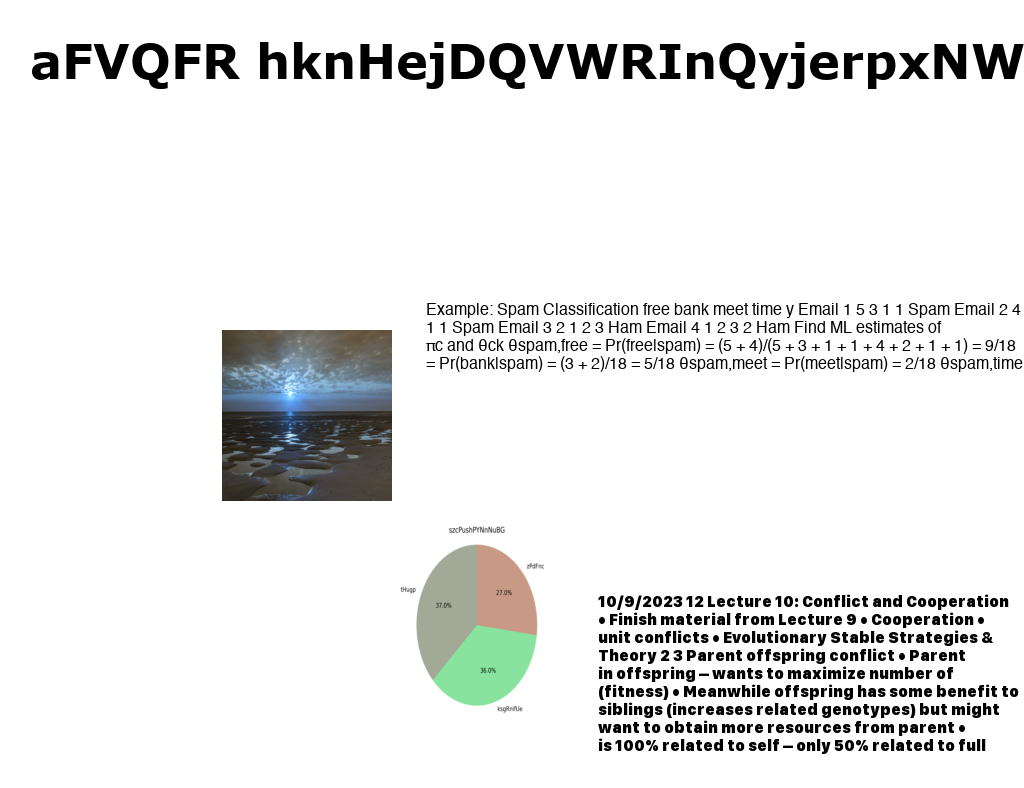 aFVQFR hknHejDQVWRInQyjerpxNW
Example: Spam Classification free bank meet time y Email 1 5 3 1 1 Spam Email 2 4
1 1 Spam Email 3 2 1 2 3 Ham Email 4 1 2 3 2 Ham Find ML estimates of
πc and θck θspam,free = Pr(free|spam) = (5 + 4)/(5 + 3 + 1 + 1 + 4 + 2 + 1 + 1) = 9/18
= Pr(bank|spam) = (3 + 2)/18 = 5/18 θspam,meet = Pr(meet|spam) = 2/18 θspam,time
szcPushPYNnNuBG
zPdFnc
tHugp
27.0%
37.0%
36.0%
ksgRnifUe
10/9/2023 12 Lecture 10: Conflict and Cooperation
• Finish material from Lecture 9 • Cooperation •
unit conflicts • Evolutionary Stable Strategies &
Theory 2 3 Parent offspring conflict • Parent
in offspring – wants to maximize number of
(fitness) • Meanwhile offspring has some benefit to
siblings (increases related genotypes) but might
want to obtain more resources from parent •
is 100% related to self – only 50% related to full